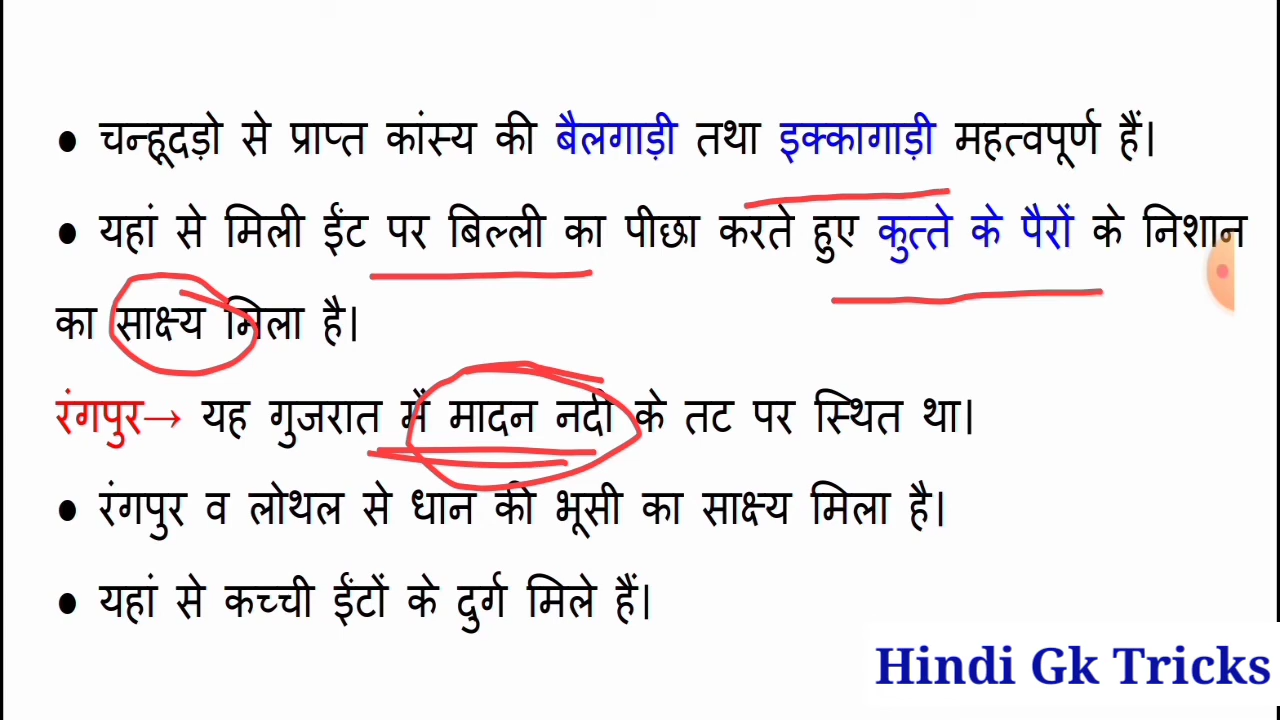 ● चन्हूदड़ो से प्राप्त कांस्य की बैलगाड़ी तथा इक्कागाड़ी महत्वपूर्ण हैं।
● यहां से मिली ईंट पर बिल्ली का पीछा करते हुए कुत्ते के पैरों के निशान
का साक्ष्य मिला है।
रंगपुर→ यह गुजरात में मादन नदी के तट पर स्थित था।
● रंगपुर व लोथल से धान की भूसी का साक्ष्य मिला है।
● यहां से कच्ची ईंटों के दुर्ग मिले हैं।
Hindi Gk Tricks